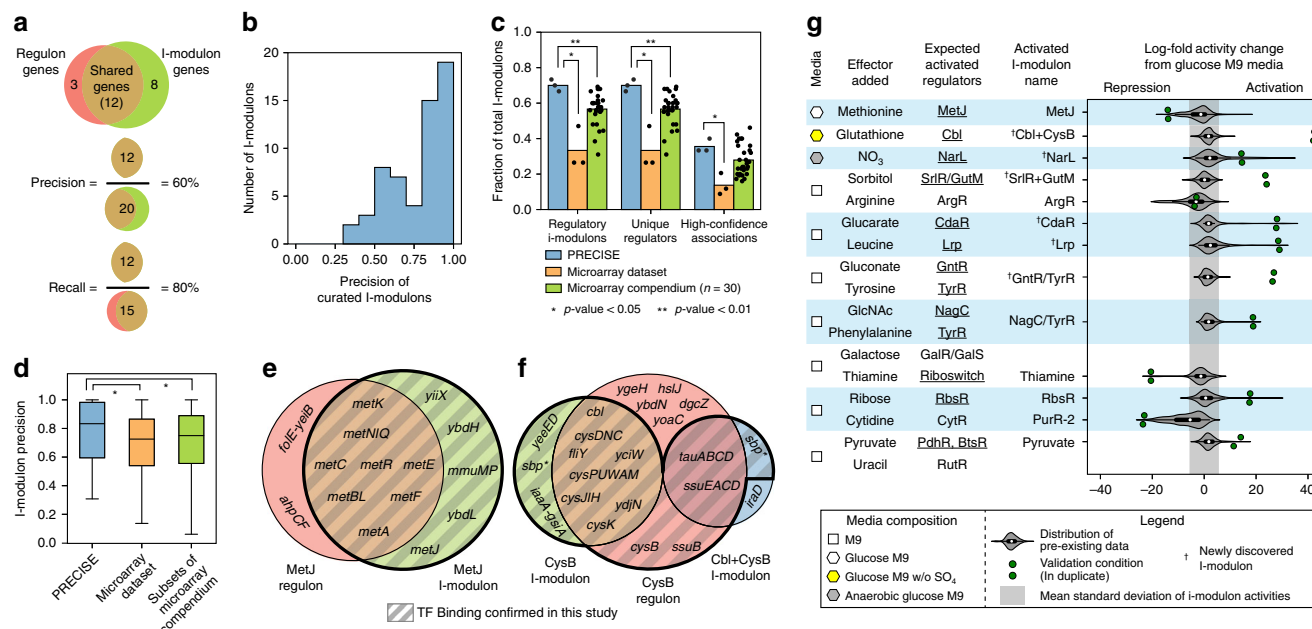 a
Regulon
genes
I-modulon
genes
3
Shared
genes
(12)
8
12
Precision =
= 60%
20
12
Recall =
= 80%
15
b
Number of I-modulons
20
15
10
5
0
0.00
0.25
0.50
0.75
1.00
Precision of
curated I-modulons
c
Fraction of total I-modulons
1.0
0.8
0.6
0.4
0.2
0.0
**
*
**
*
*
Regulatory
i-modulons
Unique
regulators
High-confidence
associations
PRECISE
Microarray dataset
Microarray compendium (n = 30)
* p-value < 0.05
** p-value < 0.01
d
I-modulon precision
1.0
0.8
0.6
0.4
0.2
0.0
*
*
PRECISE
Microarray
dataset
Subsets of
microarray
compendium
e
folE-yeiB
ahpCF
metK
metNIQ
metC
metR
metE
metBL
metF
metA
yiiX
ybdH
mmuMP
ybdL
metJ
MetJ
regulon
MetJ
I-modulon
TF Binding confirmed in this study
f
yeeED
sbp*
iaaA-gsiA
cbl
cysDNC
fliY
yciW
cysPUWAM
cysJIH
ydjN
cysK
ygeH
hslJ
ybdN
dgcZ
yoaC
tauABCD
ssuEACD
sbp*
iraD
cysB
ssuB
CysB
I-modulon
CysB
regulon
Cbl+CysB
I-modulon
g
Media
Effector
added
Expected
activated
regulators
Activated
I-modulon
name
Log-fold activity change
from glucose M9 media
Repression
Activation
Methionine
MetJ
MetJ
Glutathione
Cbl
†Cbl+CysB
NO3
NarL
†NarL
Sorbitol
SrlR/GutM
†SrlR+GutM
Arginine
ArgR
ArgR
Glucarate
CdaR
†CdaR
Leucine
Lrp
†Lrp
Gluconate
GntR
†GntR/TyrR
Tyrosine
TyrR
GlcNAc
NagC
NagC/TyrR
Phenylalanine
TyrR
Galactose
GalR/GalS
Thiamine
Riboswitch
Thiamine
Ribose
RbsR
RbsR
Cytidine
CytR
PurR-2
Pyruvate
PdhR, BtsR
Pyruvate
Uracil
RutR
−40
−20
0
20
40
Media composition
M9
Glucose M9
Glucose M9 w/o SO4
Anaerobic glucose M9
Legend
Distribution of
pre-existing data
Validation condition
(In duplicate)
† Newly discovered
I-modulon
Mean standard deviation of i-modulon activities